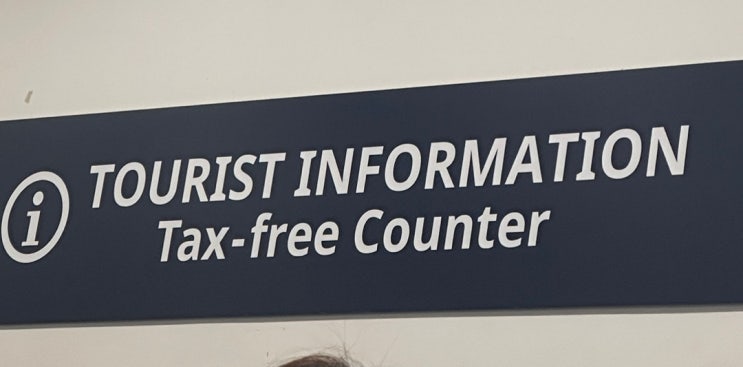 TOURIST INFORMATION
Tax-free Counter